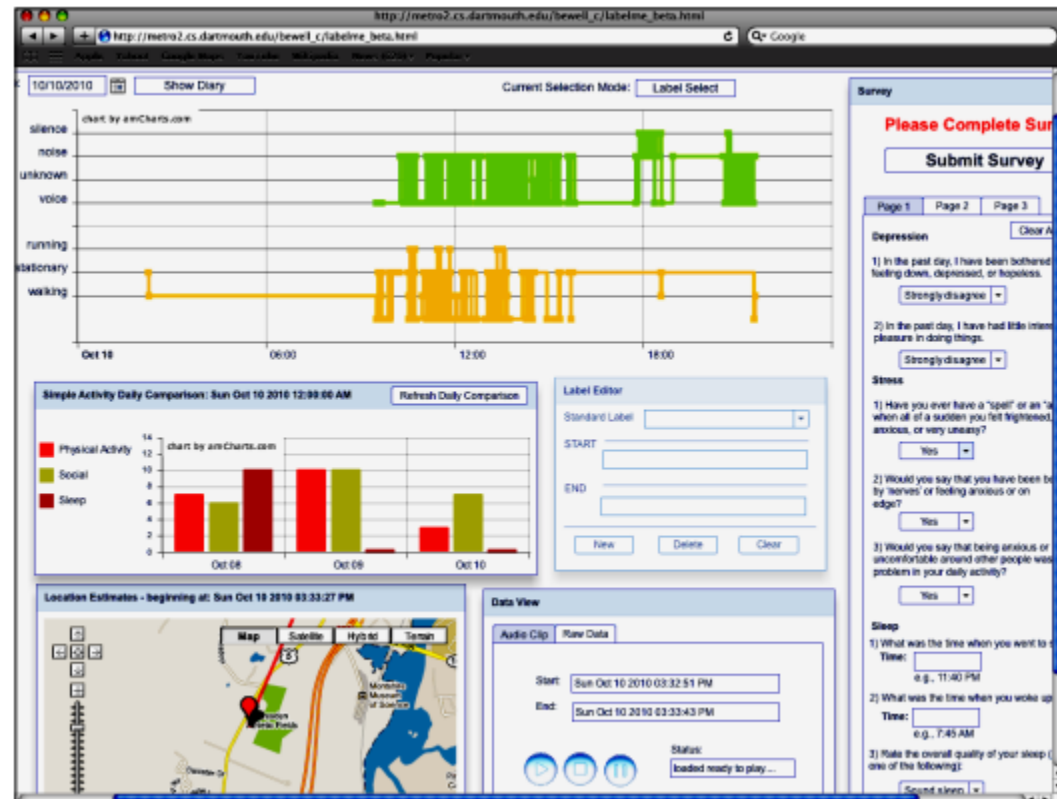 http://metro2.cs.dartmouth.edu/bewell_c/labelme_beta.html
http://metro2.cs.dartmouth.edu/bewell_c/labelme_beta.html
Google
10/10/2010
Show Diary
Current Selection Mode:
Label Select
chart by amCharts.com
silence
noise
unknown
voice
running
stationary
walking
Oct 10
06:00
12:00
18:00
Simple Activity Daily Comparison: Sun Oct 10 2010 12:00:00 AM
Refresh Daily Comparison
Physical Activity
Social
Sleep
chart by amCharts.com
14
12
10
8
6
4
2
0
Oct 08
Oct 09
Oct 10
Label Editor
Standard Label
START
END
New
Delete
Clear
Location Estimates - beginning at: Sun Oct 10 2010 03:33:27 PM
Map
Satellite
Hybrid
Terrain
5
Museum
of Science
Data View
Audio Clip
Raw Data
Start: Sun Oct 10 2010 03:32:51 PM
End: Sun Oct 10 2010 03:33:43 PM
Status:
loaded ready to play...
Survey
Please Complete Sur
Submit Survey
Page 1
Page 2
Page 3
Clear A
Depression
1) In the past day, I have been bothered
feeling down, depressed, or hopeless.
Strongly disagree
2) In the past day, I have had little
pleasure in doing things.
Strongly disagree
Stress
1) Have you ever have a "spell" or an "a
when all of a sudden you felt frightened,
anxious, or very uneasy?
Yes
2) Would you say that you have been be
by 'nerves' or feeling anxious or on
edge?
Yes
3) Would you say that being anxious or
uncomfortable around other people was
problem in your daily activity?
Yes
Sleep
1) What was the time when you went to s
Time:
e.g., 11:40 PM
2) What was the time when you woke up
Time:
e.g., 7:45 AM
3) Rate the overall quality of your sleep (
one of the following):
Sound sleep